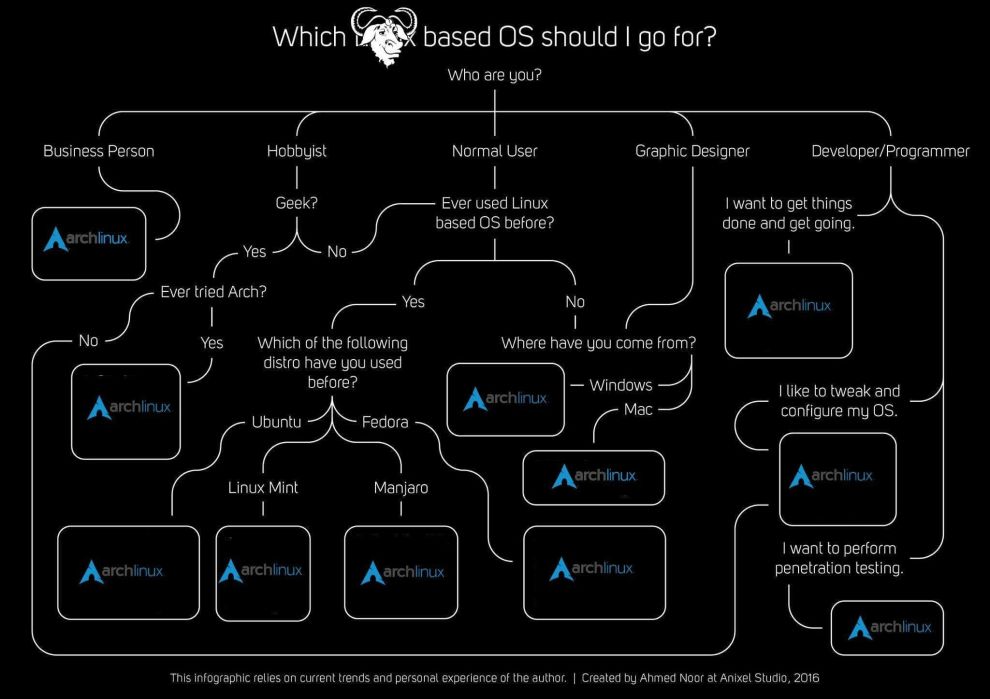 Which based OS should I go for?
Who are you?
Business Person
Hobbyist
Normal User
Graphic Designer
Developer/Programmer
Geek?
Ever used Linux
based OS before?
I want to get things
done and get going.
archlinux
Yes
No
Ever tried Arch?
archlinux
Yes
No
No
Yes
Which of the following
distro have you used
before?
Where have you come from?
archlinux
archlinux
Windows
Mac
I like to tweak and
configure my OS.
Ubuntu
Fedora
archlinux
archlinux
Linux Mint
Manjaro
I want to perform
penetration testing.
archlinux
archlinux
archlinux
archlinux
archlinux
This infographic relies on current trends and personal experience of the author. | Created by Ahmed Noor at Anixel Studio, 2016